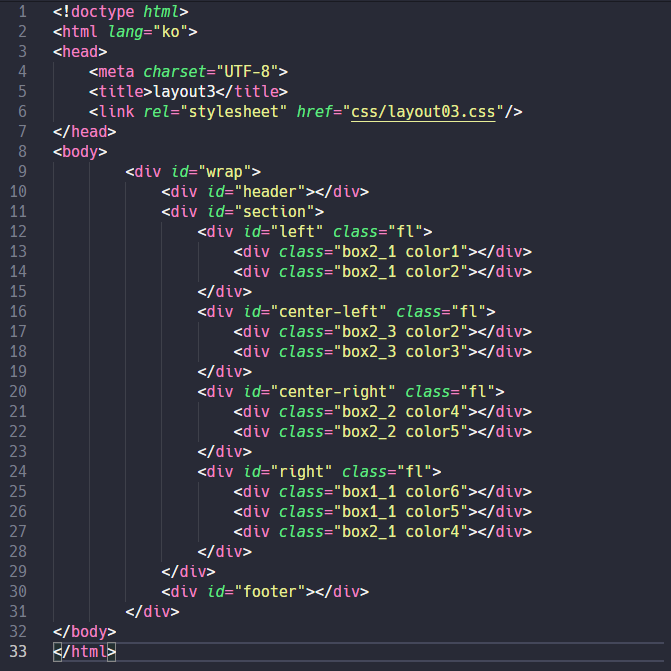 1 <!doctype html>
2 <html lang="ko">
3 <head>
4     <meta charset="UTF-8">
5     <title>layout3</title>
6     <link rel="stylesheet" href="css/layout03.css"/>
7 </head>
8 <body>
9         <div id="wrap">
10             <div id="header"></div>
11             <div id="section">
12                 <div id="left" class="fl">
13                     <div class="box2_1 color1"></div>
14                     <div class="box2_1 color2"></div>
15                 </div>
16                 <div id="center-left" class="fl">
17                     <div class="box2_3 color2"></div>
18                     <div class="box2_3 color3"></div>
19                 </div>
20                 <div id="center-right" class="fl">
21                     <div class="box2_2 color4"></div>
22                     <div class="box2_2 color5"></div>
23                 </div>
24                 <div id="right" class="fl">
25                     <div class="box1_1 color6"></div>
26                     <div class="box1_1 color5"></div>
27                     <div class="box2_1 color4"></div>
28                 </div>
29             </div>
30             <div id="footer"></div>
31         </div>
32 </body>
33 </html>